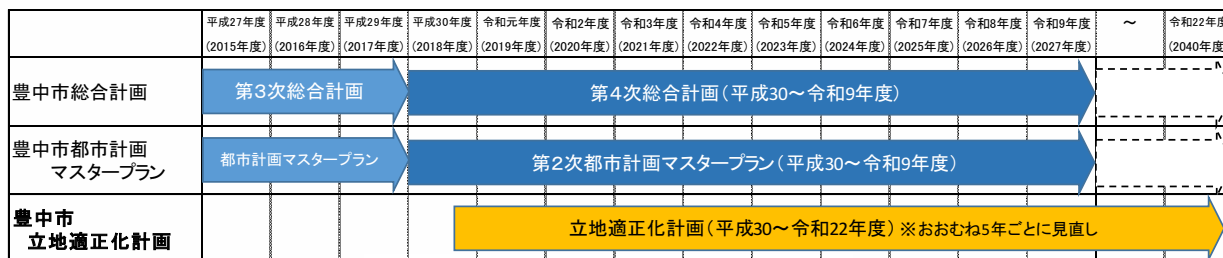 平成27年度 平成28年度 平成29年度 平成30年度 令和元年度 令和2年度 令和3年度 令和4年度 令和5年度 令和6年度 令和7年度 令和8年度 令和9年度 ～ 令和22年度
(2015年度) (2016年度) (2017年度) (2018年度) (2019年度) (2020年度) (2021年度) (2022年度) (2023年度) (2024年度) (2025年度) (2026年度) (2027年度) (2040年度)
豊中市総合計画 第3次総合計画 第4次総合計画(平成30～令和9年度)
豊中市都市計画
マスタープラン
都市計画マスタープラン 第2次都市計画マスタープラン(平成30～令和9年度)
豊中市
立地適正化計画
立地適正化計画(平成30～令和22年度) ※おおむね5年ごとに見直し